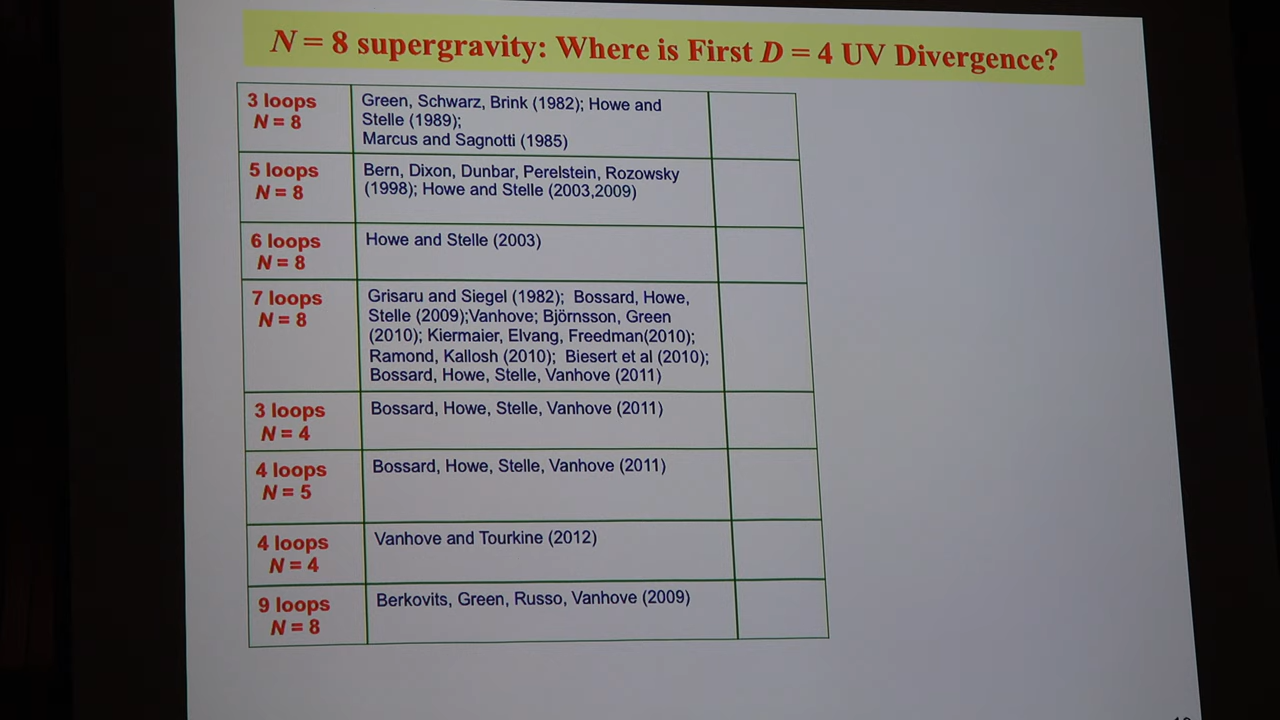 N = 8 supergravity: Where is First D = 4 UV Divergence?
3 loops
N = 8
Green, Schwarz, Brink (1982); Howe and
Stelle (1989);
Marcus and Sagnotti (1985)
5 loops
N = 8
Bern, Dixon, Dunbar, Perelstein, Rozowsky
(1998); Howe and Stelle (2003,2009)
6 loops
N = 8
Howe and Stelle (2003)
7 loops
N = 8
Grisaru and Siegel (1982); Bossard, Howe,
Stelle (2009);Vanhove; Björnsson, Green
(2010); Kiermaier, Elvang, Freedman(2010);
Ramond, Kallosh (2010); Biesert et al (2010);
Bossard, Howe, Stelle, Vanhove (2011)
3 loops
N = 4
Bossard, Howe, Stelle, Vanhove (2011)
4 loops
N = 5
Bossard, Howe, Stelle, Vanhove (2011)
4 loops
N = 4
Vanhove and Tourkine (2012)
9 loops
N = 8
Berkovits, Green, Russo, Vanhove (2009)